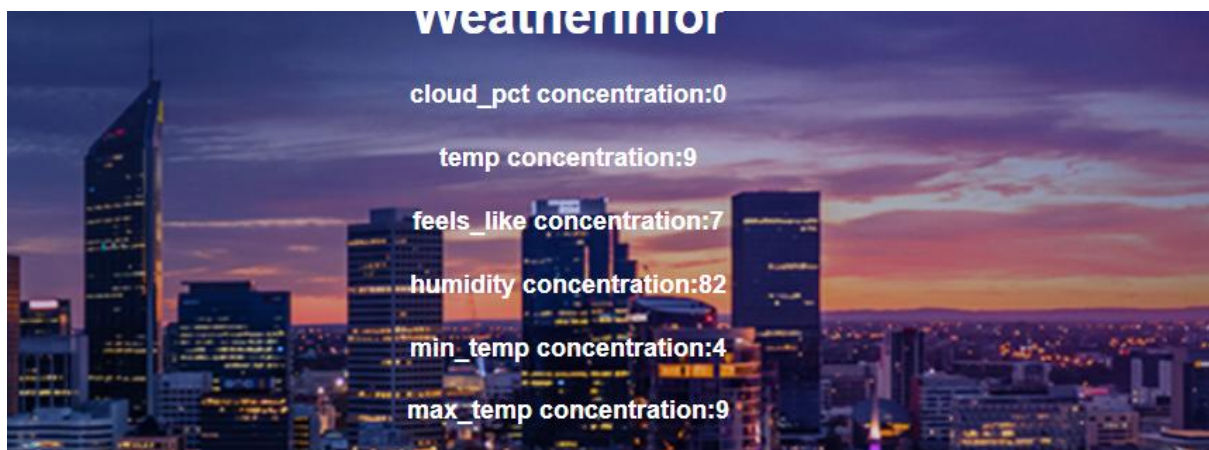 Weatherinfor
cloud_pct concentration:0
temp concentration:9
feels_like concentration:7
humidity concentration:82
min_temp concentration:4
max_temp concentration:9